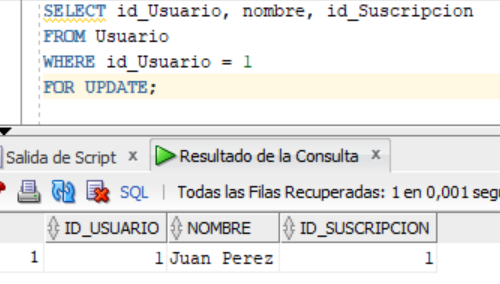 SELECT id_Usuario, nombre, id_Suscripcion
FROM Usuario
WHERE id_Usuario = 1
FOR UPDATE;
Salida de Script x Resultado de la Consulta x
SQL | Todas las Filas Recuperadas: 1 en 0,001 segu
ID_USUARIO NOMBRE ID_SUSCRIPCION
1 1 Juan Perez 1